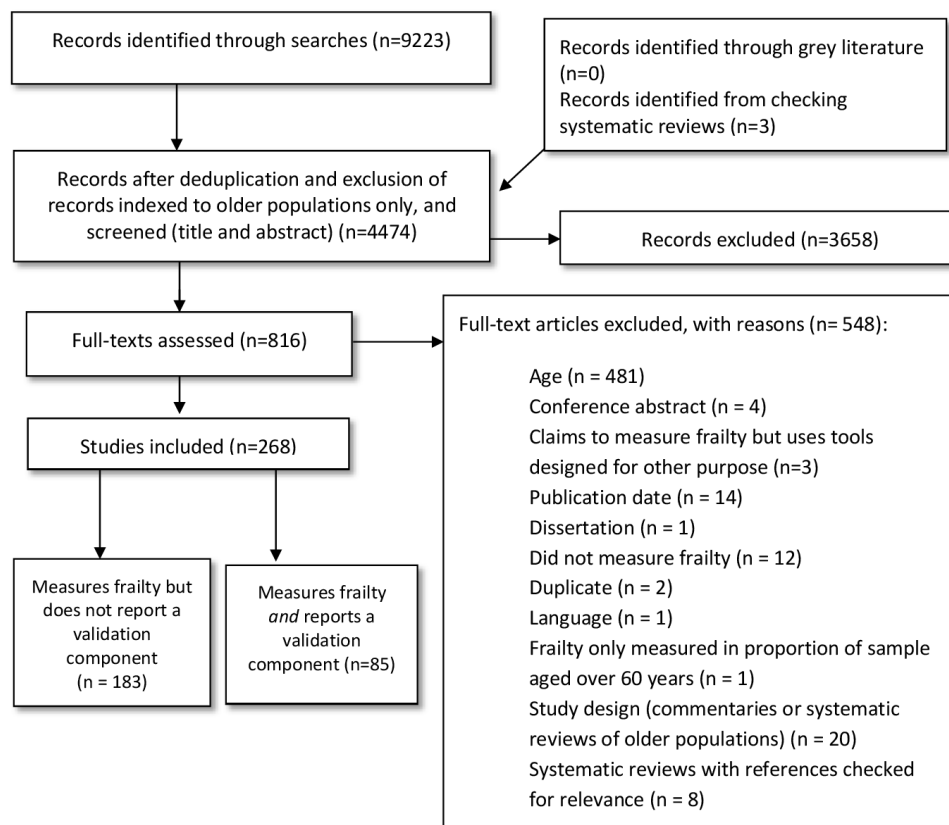 Records identified through searches (n=9223)
Records identified through grey literature
(n=0)
Records identified from checking
systematic reviews (n=3)
Records after deduplication and exclusion of
records indexed to older populations only, and
screened (title and abstract) (n=4474)
Records excluded (n=3658)
Full-texts assessed (n=816)
Full-text articles excluded, with reasons (n= 548):
Age (n = 481)
Conference abstract (n = 4)
Claims to measure frailty but uses tools
designed for other purpose (n=3)
Publication date (n = 14)
Dissertation (n = 1)
Did not measure frailty (n = 12)
Duplicate (n = 2)
Language (n = 1)
Frailty only measured in proportion of sample
aged over 60 years (n = 1)
Study design (commentaries or systematic
reviews of older populations) (n = 20)
Systematic reviews with references checked
for relevance (n = 8)
Studies included (n=268)
Measures frailty but
does not report a
validation
component
(n = 183)
Measures frailty
and reports a
validation
component (n=85)